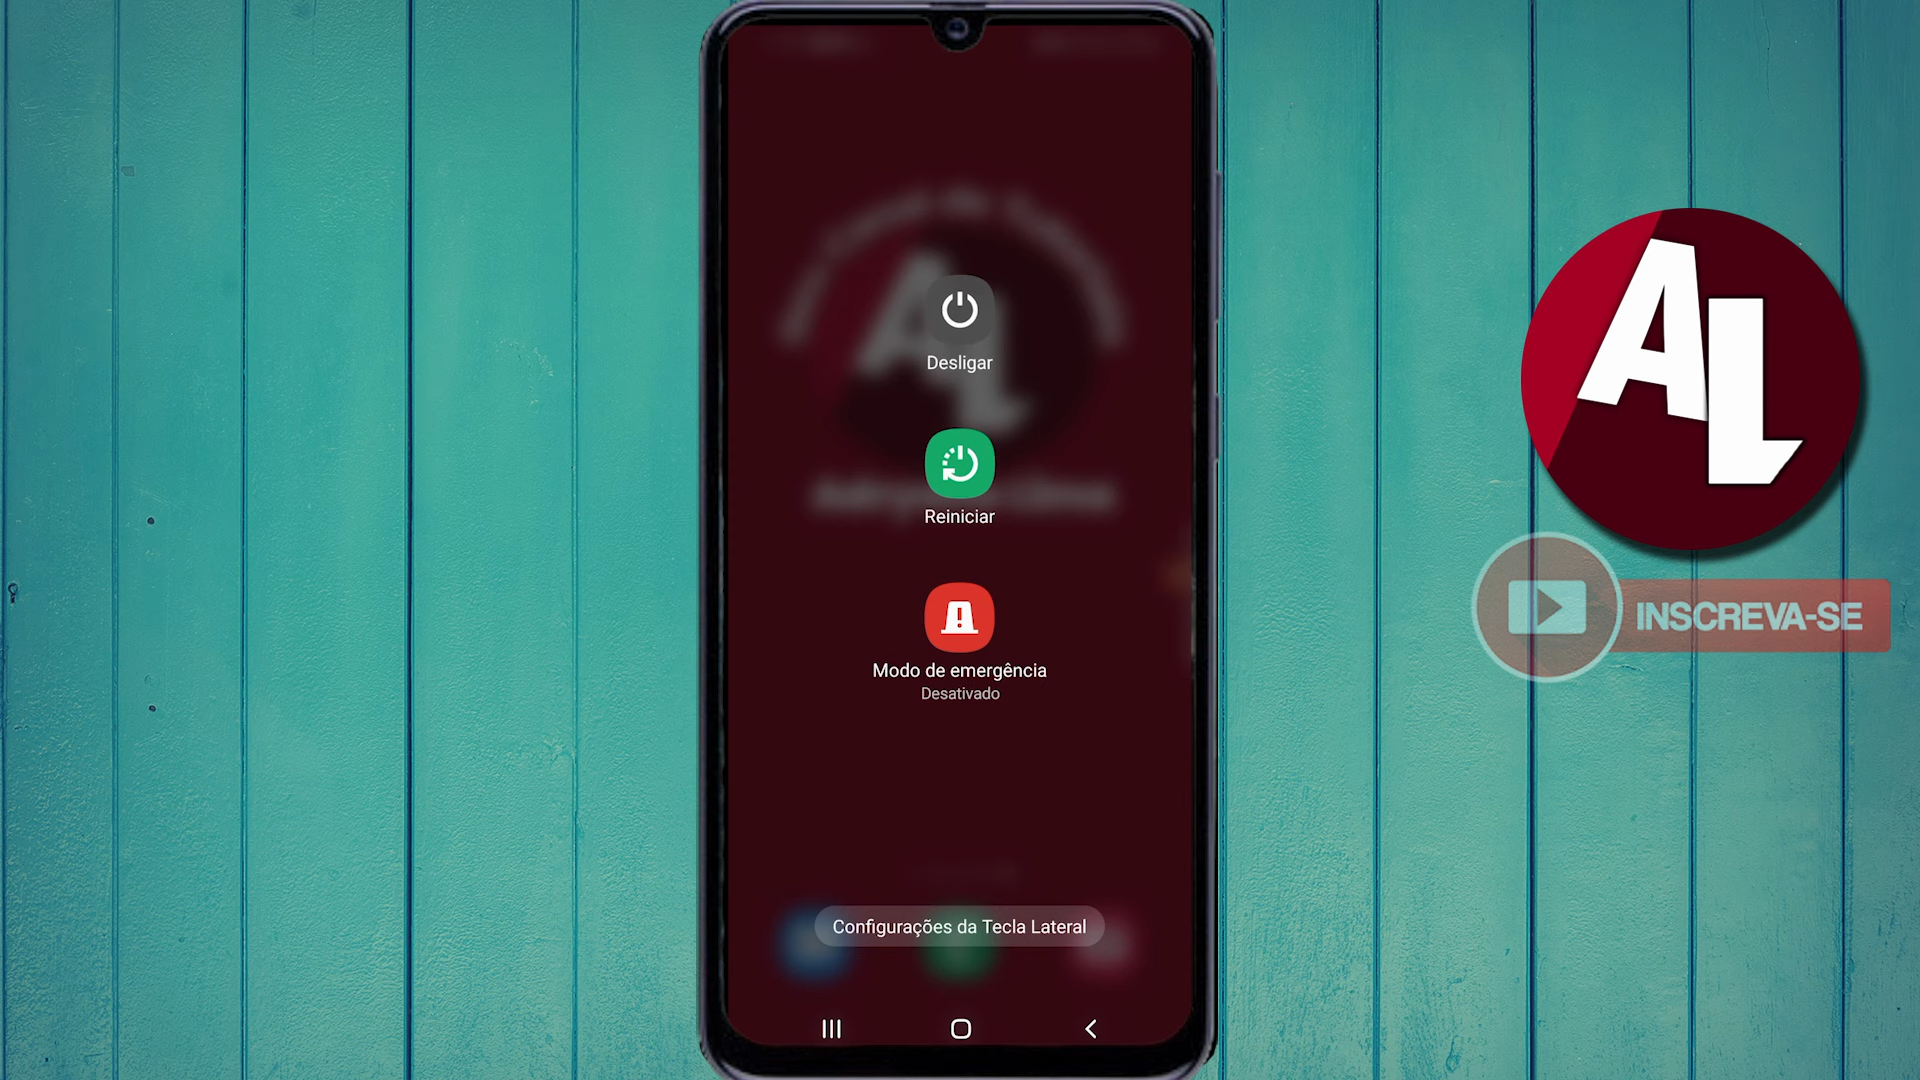 Desligar
Reiniciar
Modo de emergência
Desativado
Configurações da Tecla Lateral
AL
INSCREVA-SE